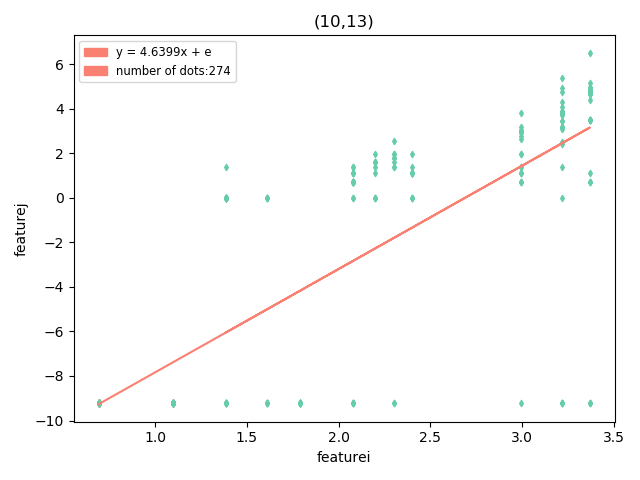 (10,13)
y = 4.6399x + e
number of dots:274
6
4
2
0
−2
−4
−6
−8
−10
featurej
1.0 1.5 2.0 2.5 3.0 3.5
featurei